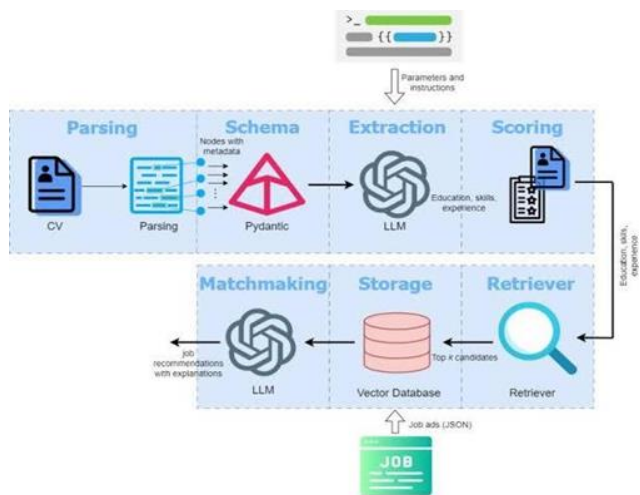 >_
{{ }}
Parameters and
instructions
Parsing
Schema
Extraction
Scoring
Nodes with
metadata
CV
Parsing
Pydantic
LLM
Education, skills,
experience
Education, skills,
experience
Matchmaking
Storage
Retriever
job
recommendations
with explanations
LLM
Vector Database
Top k candidates
Retriever
Job ads (JSON)
JOB